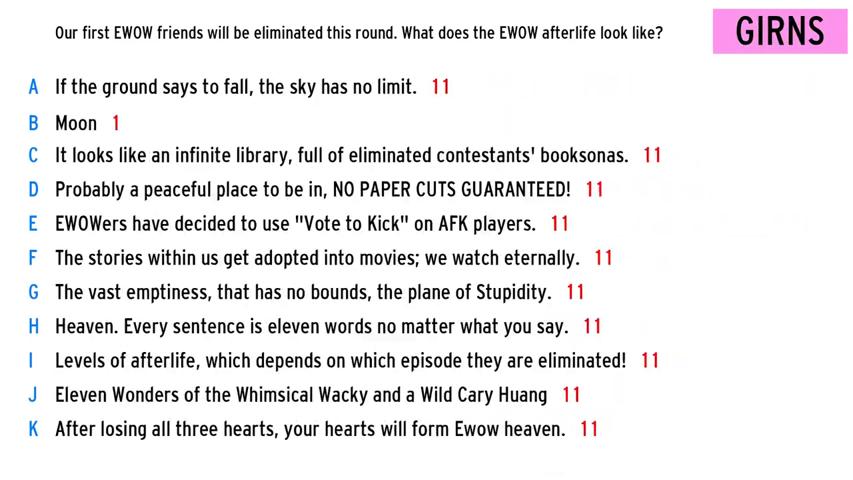 Our first EWOW friends will be eliminated this round. What does the EWOW afterlife look like?
GIRNS
A If the ground says to fall, the sky has no limit. 11
B Moon 1
C It looks like an infinite library, full of eliminated contestants' booksonas. 11
D Probably a peaceful place to be in, NO PAPER CUTS GUARANTEED! 11
E EWOWers have decided to use "Vote to Kick" on AFK players. 11
F The stories within us get adopted into movies; we watch eternally. 11
G The vast emptiness, that has no bounds, the plane of Stupidity. 11
H Heaven. Every sentence is eleven words no matter what you say. 11
I Levels of afterlife, which depends on which episode they are eliminated! 11
J Eleven Wonders of the Whimsical Wacky and a Wild Cary Huang 11
K After losing all three hearts, your hearts will form Ewow heaven. 11